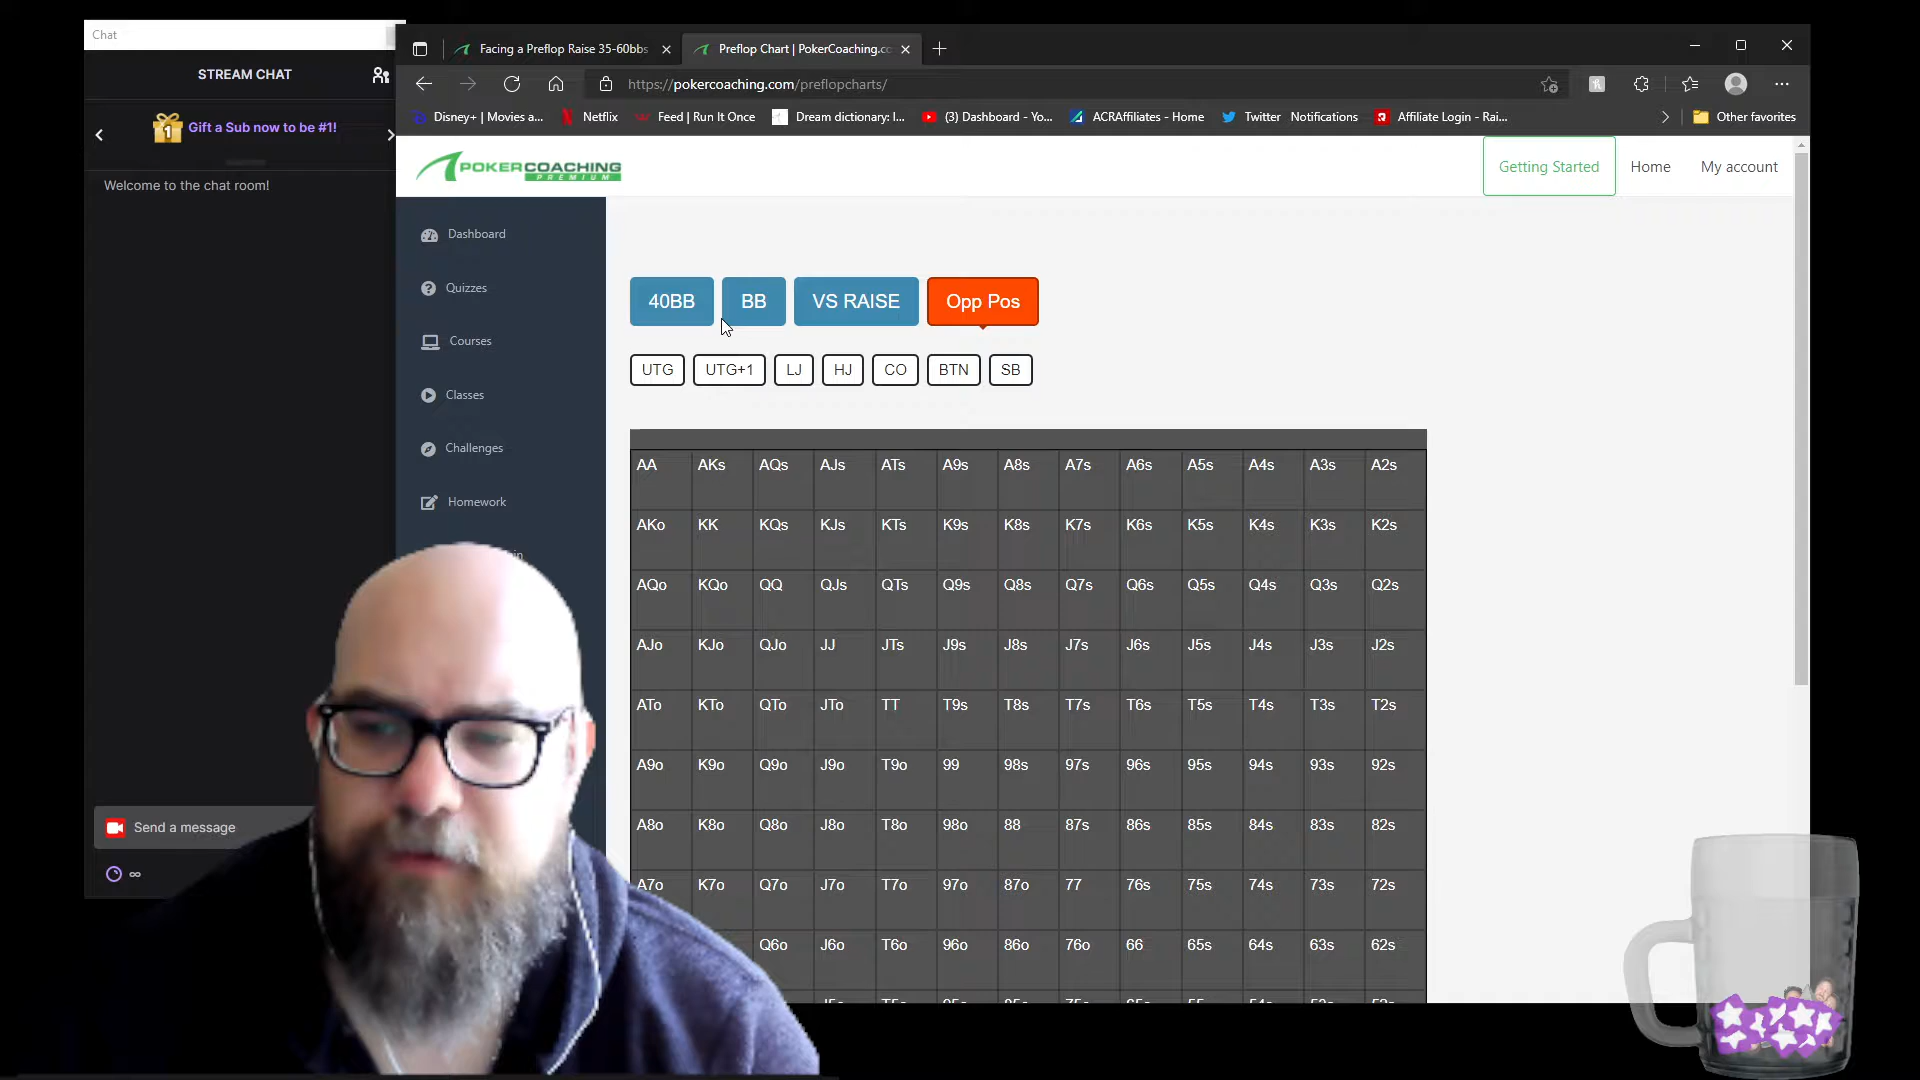 Chat
STREAM CHAT
1
Gift a Sub now to be #1!
Welcome to the chat room!
Send a message
∞
Facing a Preflop Raise 35-60bbs
Preflop Chart | PokerCoaching.co
https://pokercoaching.com/preflopcharts/
Disney+ | Movies a...
Netflix
Feed | Run It Once
Dream dictionary: I...
(3) Dashboard - Yo...
ACRAffiliates - Home
Twitter
Notifications
Affiliate Login - Rai...
Other favorites
POKERCOACHING
PREMIUM
Getting Started
Home
My account
Dashboard
Quizzes
Courses
Classes
Challenges
Homework
40BB
BB
VS RAISE
Opp Pos
UTG
UTG+1
LJ
HJ
CO
BTN
SB
AA AKs AQs AJs ATs A9s A8s A7s A6s A5s A4s A3s A2s
AKo KK KQs KJs KTs K9s K8s K7s K6s K5s K4s K3s K2s
AQo KQo QQ QJs QTs Q9s Q8s Q7s Q6s Q5s Q4s Q3s Q2s
AJo KJo QJo JJ JTs J9s J8s J7s J6s J5s J4s J3s J2s
ATo KTo QTo JTo TT T9s T8s T7s T6s T5s T4s T3s T2s
A9o K9o Q9o J9o T9o 99 98s 97s 96s 95s 94s 93s 92s
A8o K8o Q8o J8o T8o 98o 88 87s 86s 85s 84s 83s 82s
A7o K7o Q7o J7o T7o 97o 87o 77 76s 75s 74s 73s 72s
Q6o J6o T6o 96o 86o 76o 66 65s 64s 63s 62s